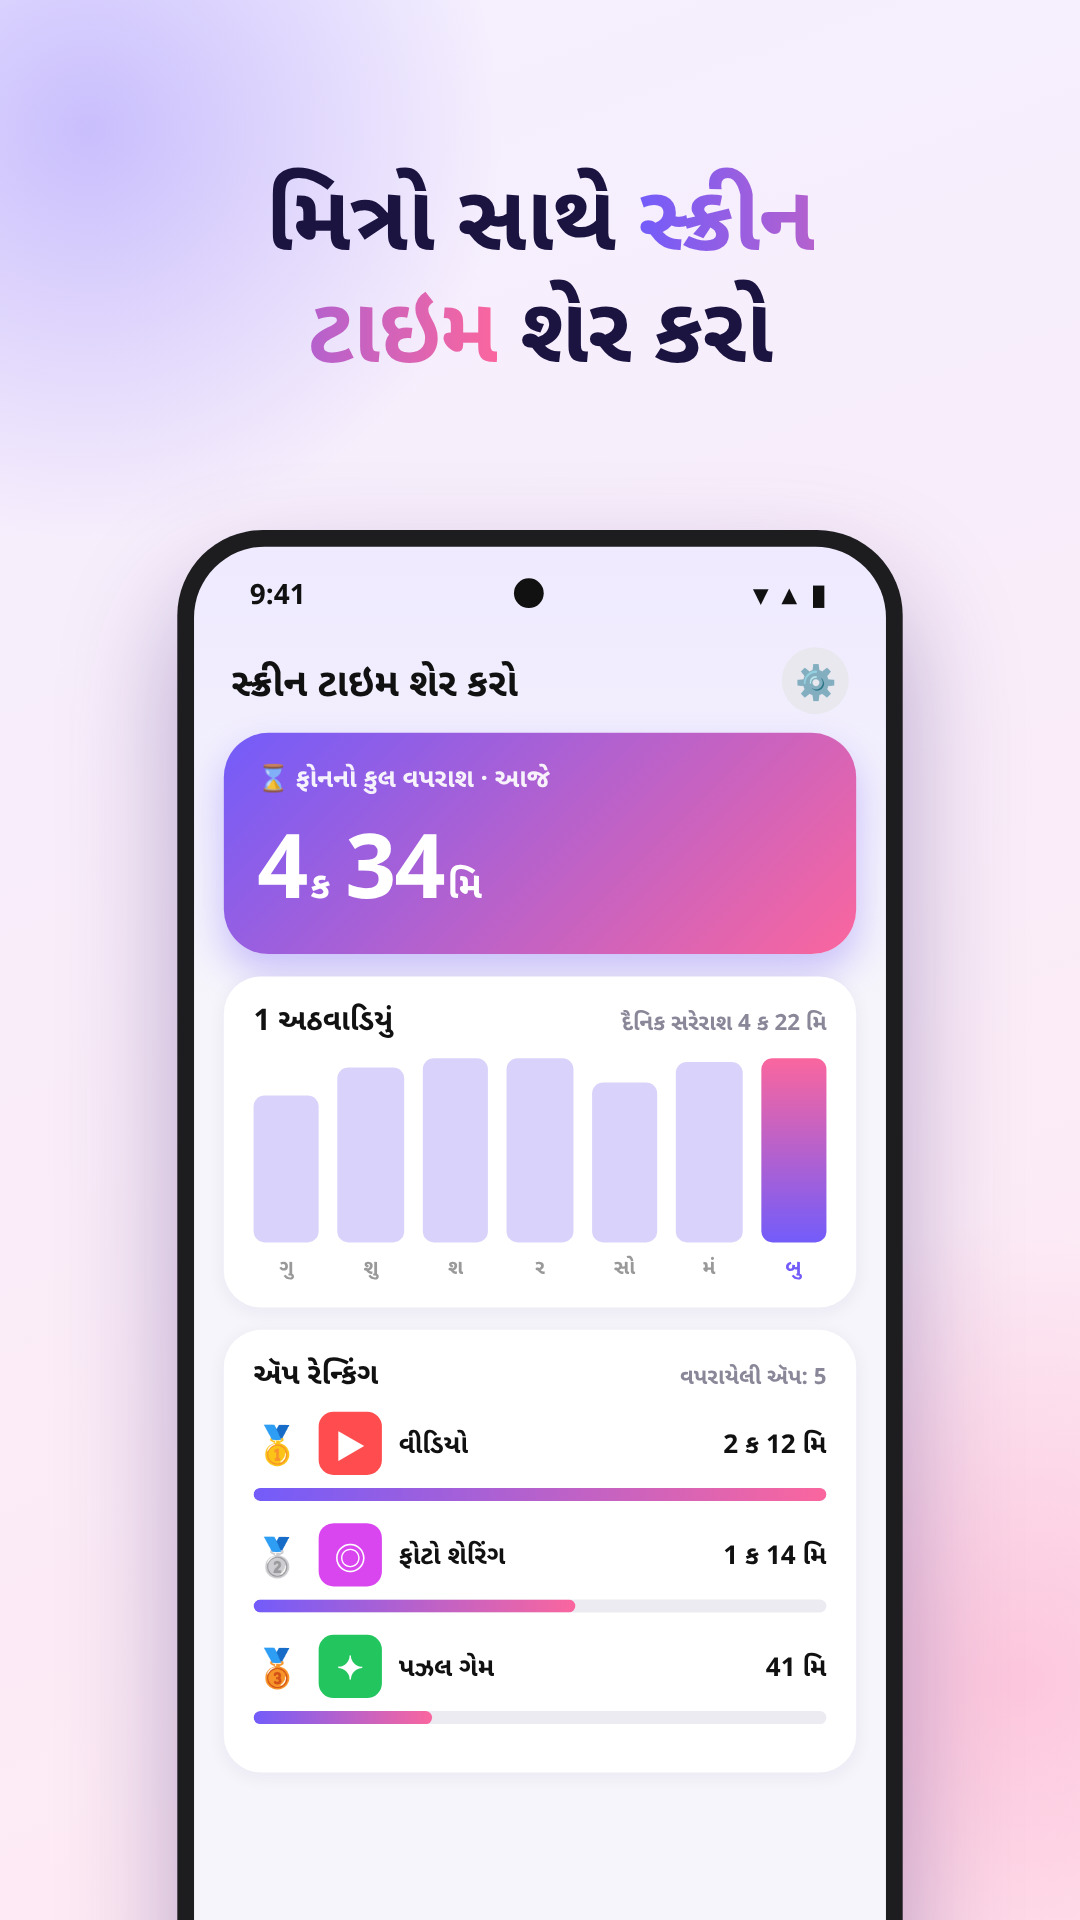 મિત્રો સાથે સ્ક્રીન
ટાઇમ શેર કરો
9:41
સ્ક્રીન ટાઇમ શેર કરો
⌛ ફોનનો કુલ વપરાશ · આજે
4ક 34મિ
1 અઠવાડિયું
દૈનિક સરેરાશ 4 ક 22 મિ
ગુ શુ શ ર સો મં બુ
ઍપ રેન્કિંગ
વપરાયેલી ઍપ: 5
વીડિયો
2 ક 12 મિ
ફોટો શેરિંગ
1 ક 14 મિ
પઝલ ગેમ
41 મિ